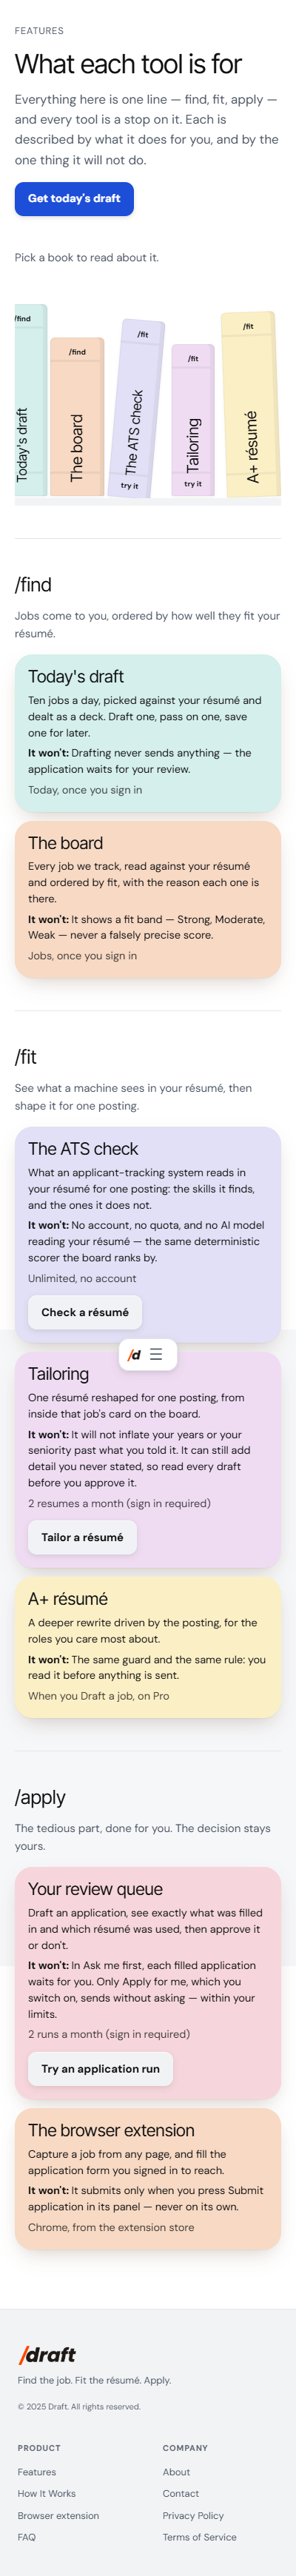 FEATURES
What each tool is for
Everything here is one line — find, fit, apply —
and every tool is a stop on it. Each is
described by what it does for you, and by the
one thing it will not do.
Get today's draft
Pick a book to read about it.
/find
Today's draft
/find
The board
/fit
The ATS check
try it
/fit
Tailoring
try it
/fit
A+ résumé
/find
Jobs come to you, ordered by how well they fit your
résumé.
Today's draft
Ten jobs a day, picked against your résumé and
dealt as a deck. Draft one, pass on one, save
one for later.
It won't: Drafting never sends anything — the
application waits for your review.
Today, once you sign in
The board
Every job we track, read against your résumé
and ordered by fit, with the reason each one is
there.
It won't: It shows a fit band — Strong, Moderate,
Weak — never a falsely precise score.
Jobs, once you sign in
/fit
See what a machine sees in your résumé, then
shape it for one posting.
The ATS check
What an applicant-tracking system reads in
your résumé for one posting: the skills it finds,
and the ones it does not.
It won't: No account, no quota, and no AI model
reading your résumé — the same deterministic
scorer the board ranks by.
Unlimited, no account
Check a résumé
/d
Tailoring
One résumé reshaped for one posting, from
inside that job's card on the board.
It won't: It will not inflate your years or your
seniority past what you told it. It can still add
detail you never stated, so read every draft
before you approve it.
2 resumes a month (sign in required)
Tailor a résumé
A+ résumé
A deeper rewrite driven by the posting, for the
roles you care most about.
It won't: The same guard and the same rule: you
read it before anything is sent.
When you Draft a job, on Pro
/apply
The tedious part, done for you. The decision stays
yours.
Your review queue
Draft an application, see exactly what was filled
in and which résumé was used, then approve it
or don't.
It won't: In Ask me first, each filled application
waits for you. Only Apply for me, which you
switch on, sends without asking — within your
limits.
2 runs a month (sign in required)
Try an application run
The browser extension
Capture a job from any page, and fill the
application form you signed in to reach.
It won't: It submits only when you press Submit
application in its panel — never on its own.
Chrome, from the extension store
/draft
Find the job. Fit the résumé. Apply.
© 2025 Draft. All rights reserved.
PRODUCT
Features
How It Works
Browser extension
FAQ
COMPANY
About
Contact
Privacy Policy
Terms of Service